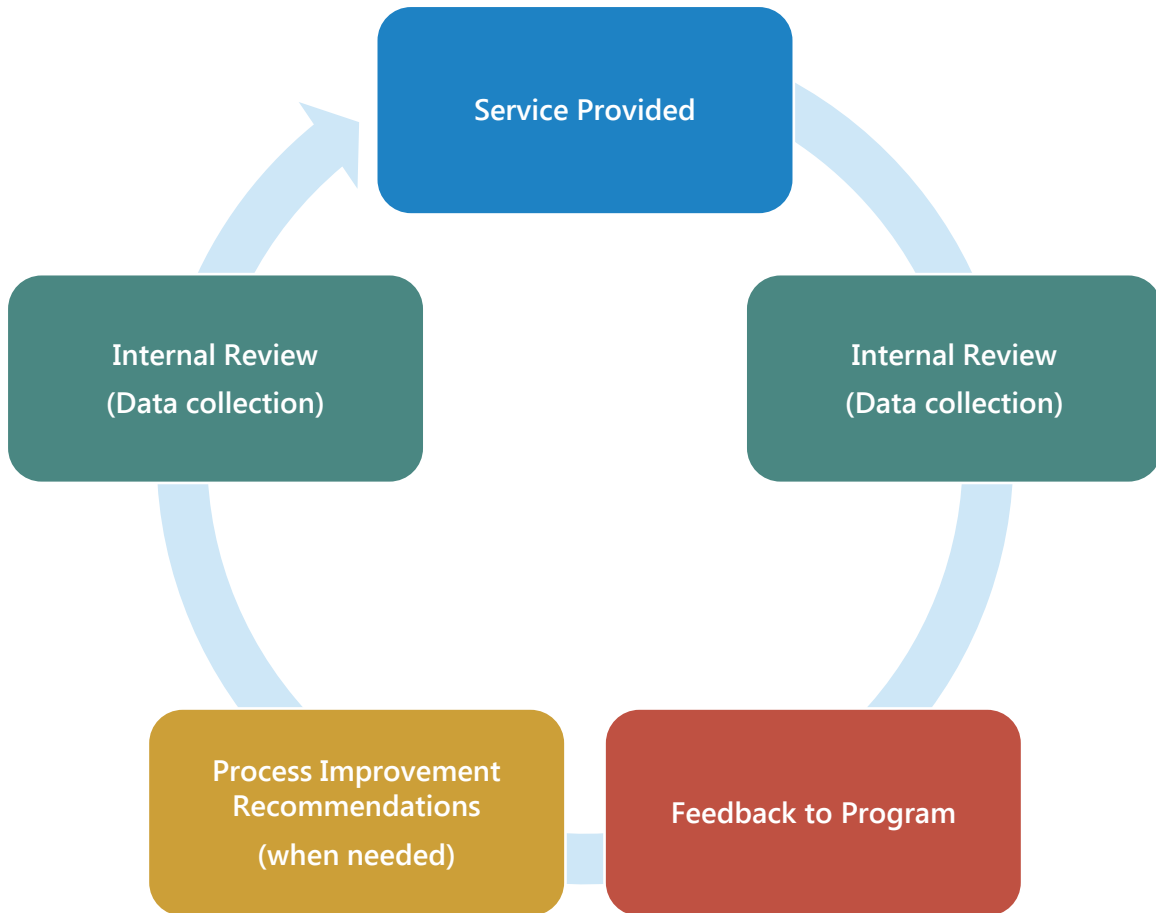 Service Provided
Internal Review
(Data collection)
Internal Review
(Data collection)
Process Improvement
Recommendations
(when needed)
Feedback to Program